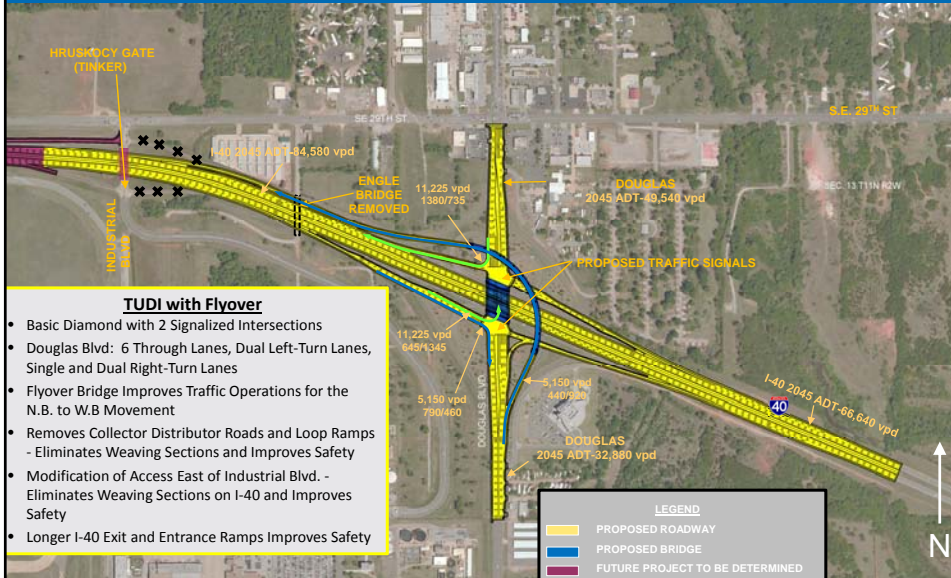 HRUSKOCY GATE
(TINKER)
SE 29TH ST
S.E. 29TH ST
I-40 2045 ADT-84,580 vpd
11,225 vpd
1380/735
ENGLE
BRIDGE
REMOVED
DOUGLAS
2045 ADT-49,540 vpd
SEC. 13 T11N R2W
INDUSTRIAL
BLVD
PROPOSED TRAFFIC SIGNALS
TUDI with Flyover
• Basic Diamond with 2 Signalized Intersections
• Douglas Blvd: 6 Through Lanes, Dual Left-Turn Lanes,
Single and Dual Right-Turn Lanes
• Flyover Bridge Improves Traffic Operations for the
N.B. to W.B Movement
• Removes Collector Distributor Roads and Loop Ramps
- Eliminates Weaving Sections and Improves Safety
• Modification of Access East of Industrial Blvd. -
Eliminates Weaving Sections on I-40 and Improves
Safety
• Longer I-40 Exit and Entrance Ramps Improves Safety
11,225 vpd
645/1345
5,150 vpd
790/460
DOUGLAS BLVD
5,150 vpd
440/920
I-40 2045 ADT-66,640 vpd
40
DOUGLAS
2045 ADT-32,880 vpd
LEGEND
PROPOSED ROADWAY
PROPOSED BRIDGE
FUTURE PROJECT TO BE DETERMINED
N